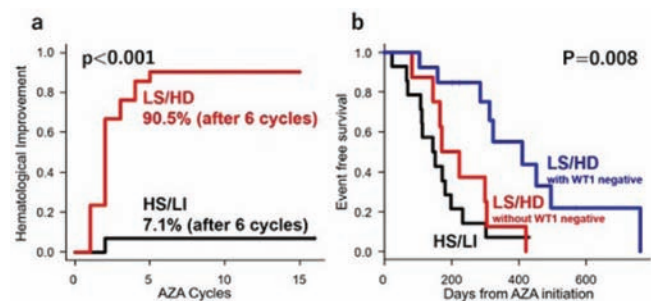 a
Hematological Improvement
1.0
0.8
0.6
0.4
0.2
0.0
p<0.001
LS/HD
90.5% (after 6 cycles)
HS/LI
7.1% (after 6 cycles)
0 5 10 15
AZA Cycles
b
Event free survival
1.0
0.8
0.6
0.4
0.2
0.0
P=0.008
LS/HD
with WT1 negative
LS/HD
without WT1 negative
HS/LI
0 200 400 600
Days from AZA initiation